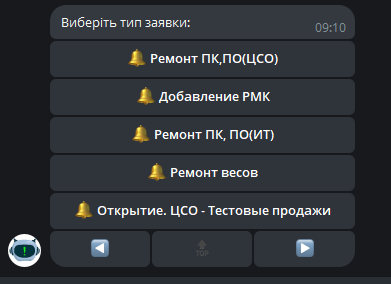 Виберіть тип заявки:
09:10
🔔 Ремонт ПК,ПО(ЦСО)
🔔 Добавление РМК
🔔 Ремонт ПК, ПО(ИТ)
🔔 Ремонт весов
🔔 Открытие. ЦСО - Тестовые продажи
◀ TOP ▶